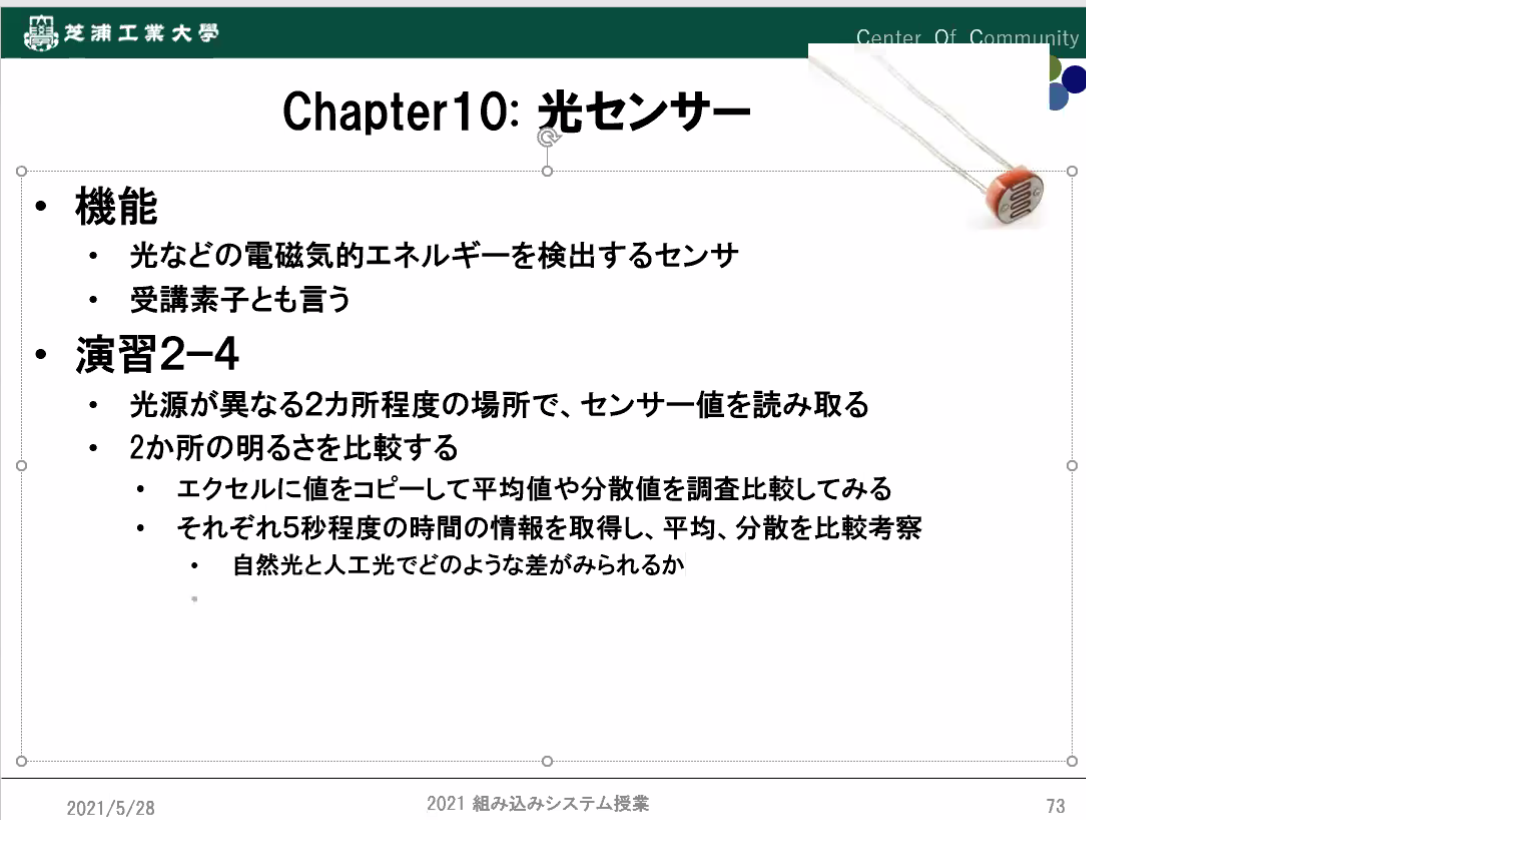 芝浦工業大學
Center Of Community
Chapter10: 光センサー
• 機能
• 光などの電磁気的エネルギーを検出するセンサ
• 受講素子とも言う
• 演習2−4
• 光源が異なる2カ所程度の場所で、センサー値を読み取る
• 2か所の明るさを比較する
• エクセルに値をコピーして平均値や分散値を調査比較してみる
• それぞれ5秒程度の時間の情報を取得し、平均、分散を比較考察
• 自然光と人工光でどのような差がみられるか
2021/5/28
2021 組み込みシステム授業
73